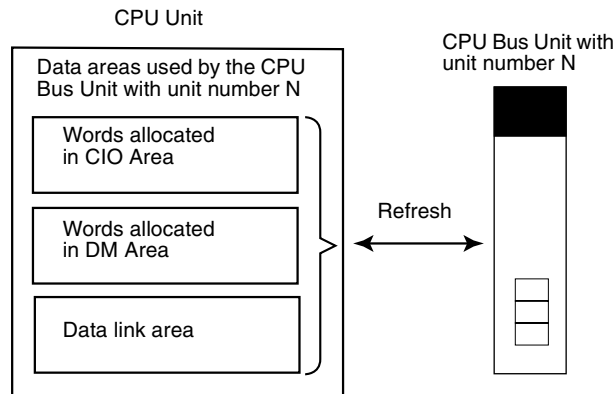 CPU Unit
CPU Bus Unit with
unit number N
Data areas used by the CPU
Bus Unit with unit number N
Words allocated
in CIO Area
Refresh
Words allocated
in DM Area
Data link area